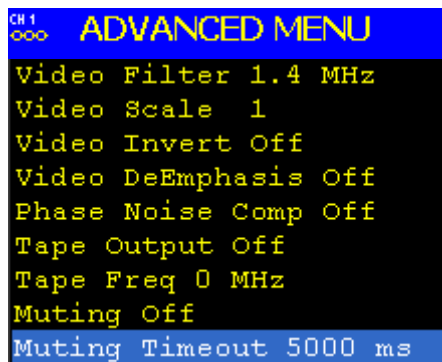 CH 1
ADVANCED MENU
Video Filter 1.4 MHz
Video Scale 1
Video Invert Off
Video DeEmphasis Off
Phase Noise Comp Off
Tape Output Off
Tape Freq 0 MHz
Muting Off
Muting Timeout 5000 ms